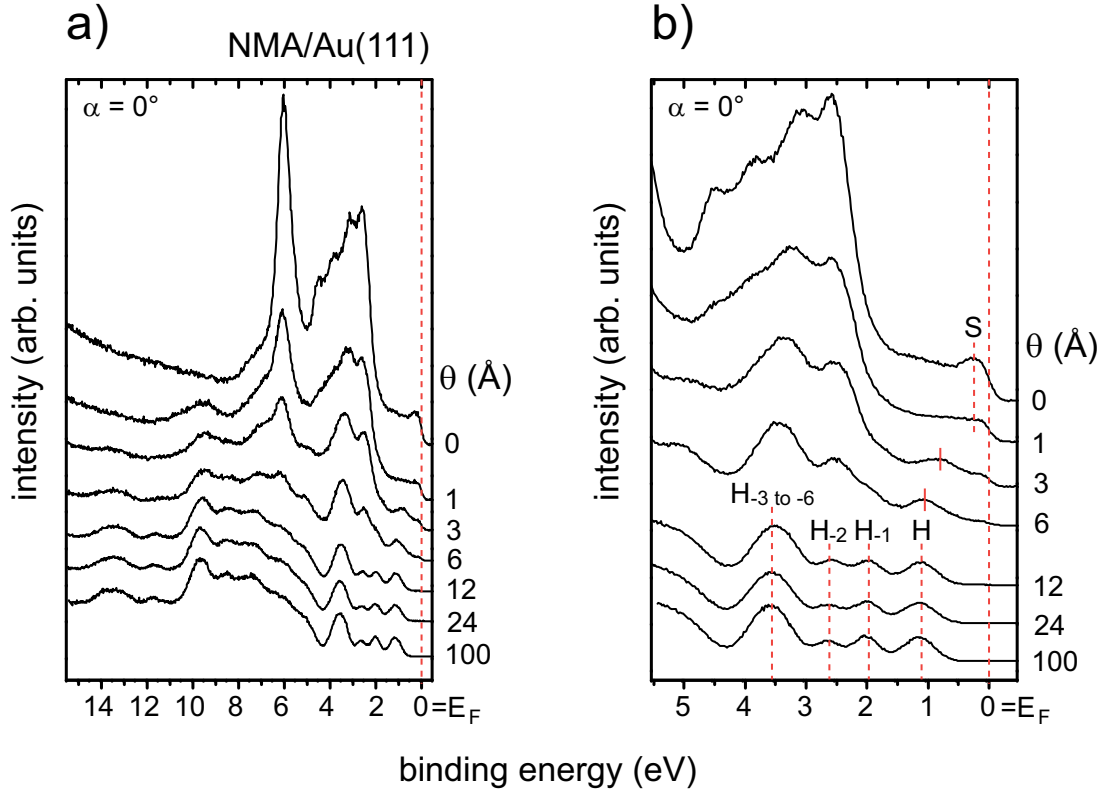 a)
NMA/Au(111)
α = 0°
intensity (arb. units)
θ (Å)
0
1
3
6
12
24
100
14 12 10 8 6 4 2 0=E_F
b)
α = 0°
intensity (arb. units)
S
θ (Å)
0
1
3
6
H_-3 to -6 H_-2 H_-1 H
12
24
100
5 4 3 2 1 0=E_F
binding energy (eV)